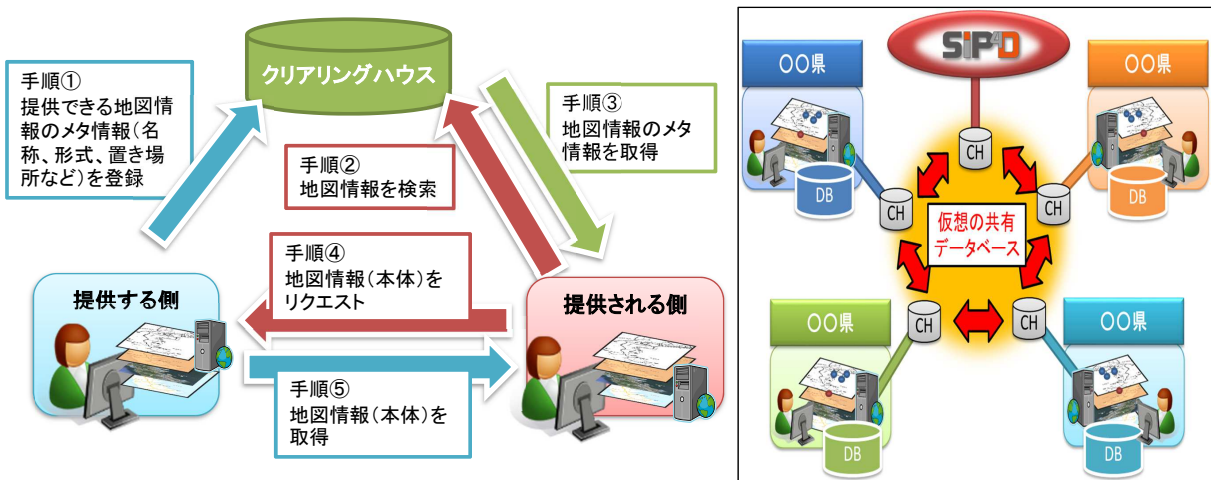 クリアリングハウス
手順①
提供できる地図情
報のメタ情報（名
称、形式、置き場
所など）を登録
手順②
地図情報を検索
手順③
地図情報のメタ
情報を取得
手順④
地図情報（本体）を
リクエスト
提供する側
提供される側
手順⑤
地図情報（本体）を
取得
SIP4D
〇〇県
〇〇県
CH
DB
CH
CH
DB
仮想の共有
データベース
〇〇県
CH
CH
〇〇県
DB
DB